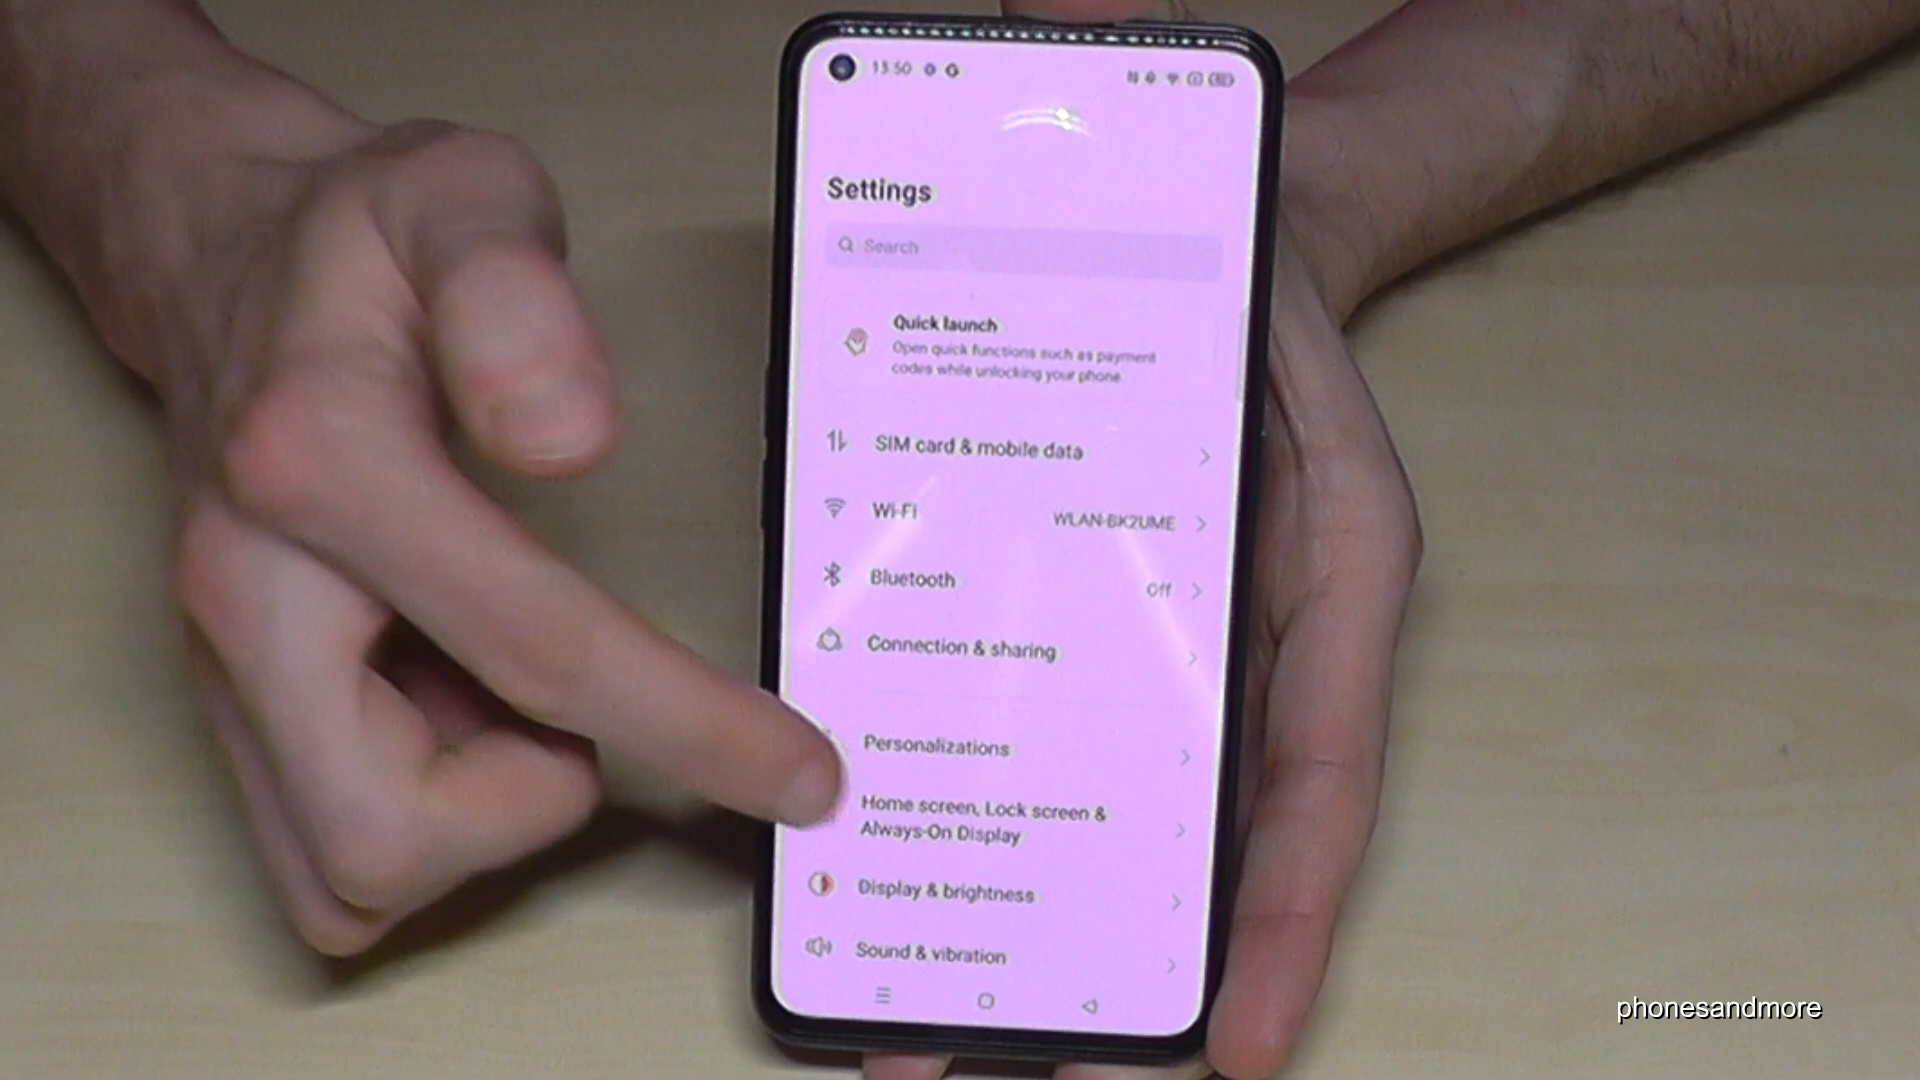 13:50
Settings
Search
Quick launch
Open quick functions such as payment
codes while unlocking your phone
SIM card & mobile data
Wi-Fi WLAN-BK2UME
Bluetooth Off
Connection & sharing
Personalizations
Home screen, Lock screen &
Always-On Display
Display & brightness
Sound & vibration
phonesandmore